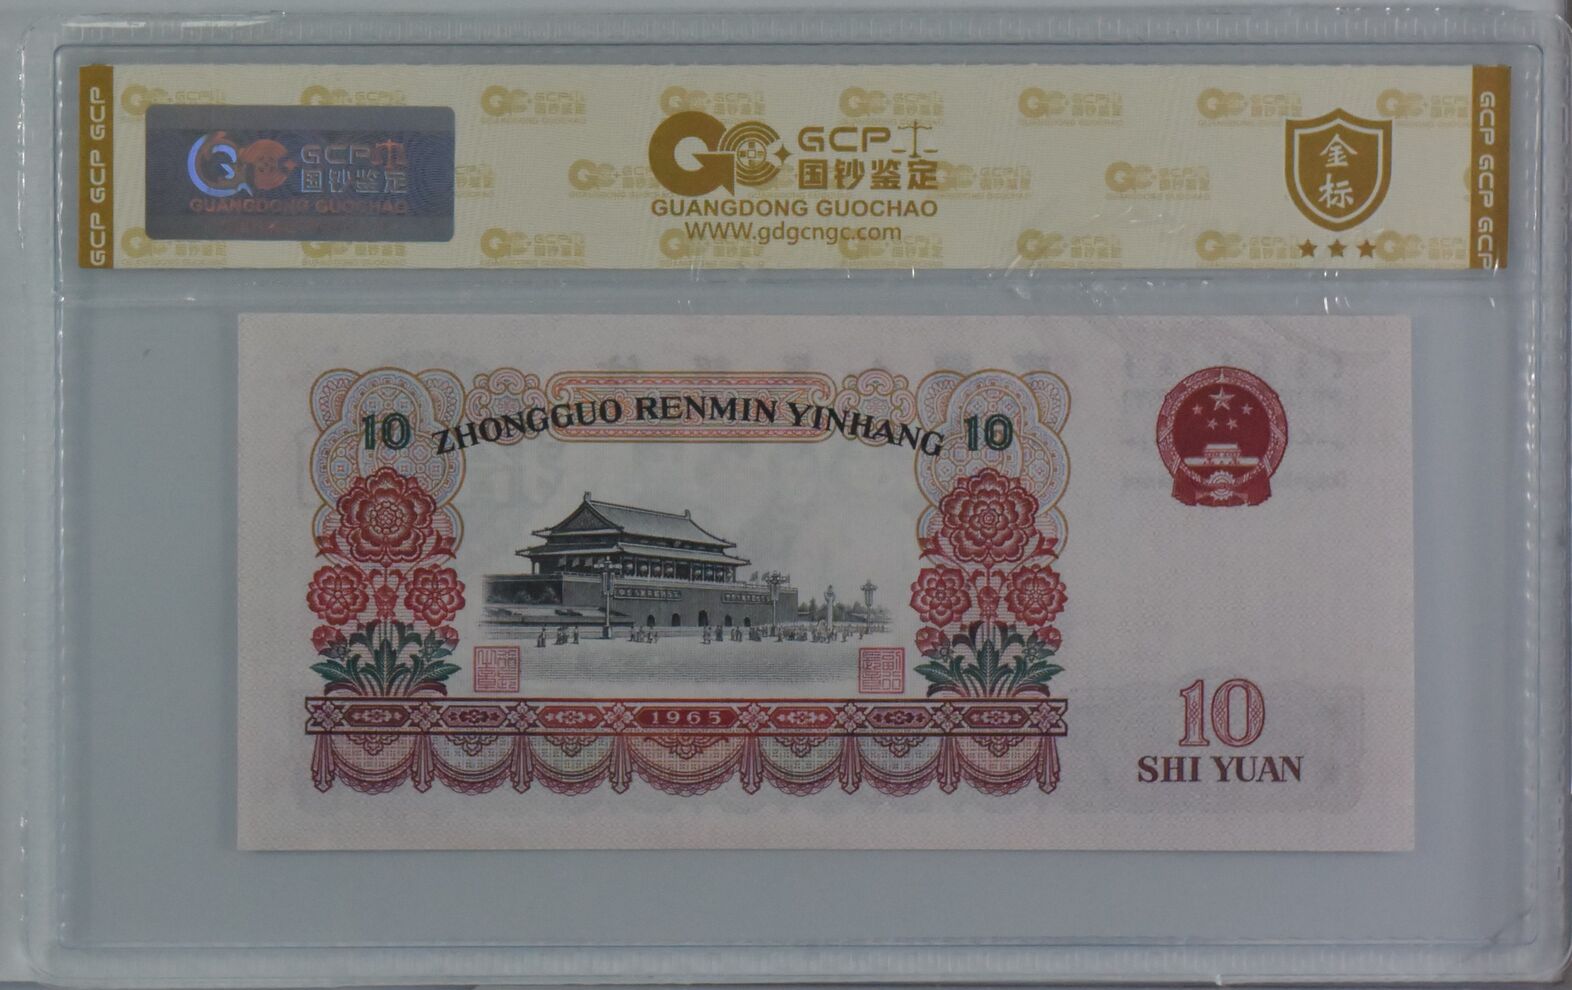 GCP GCP GCP
GCP
国钞鉴定
GUANGDONG GUOCHAO
GCP
国钞鉴定
GUANGDONG GUOCHAO
WWW.gdgcngc.com
金标
GCP GCP GCP
10 ZHONGGUO RENMIN YINHANG 10
1965
10
SHI YUAN